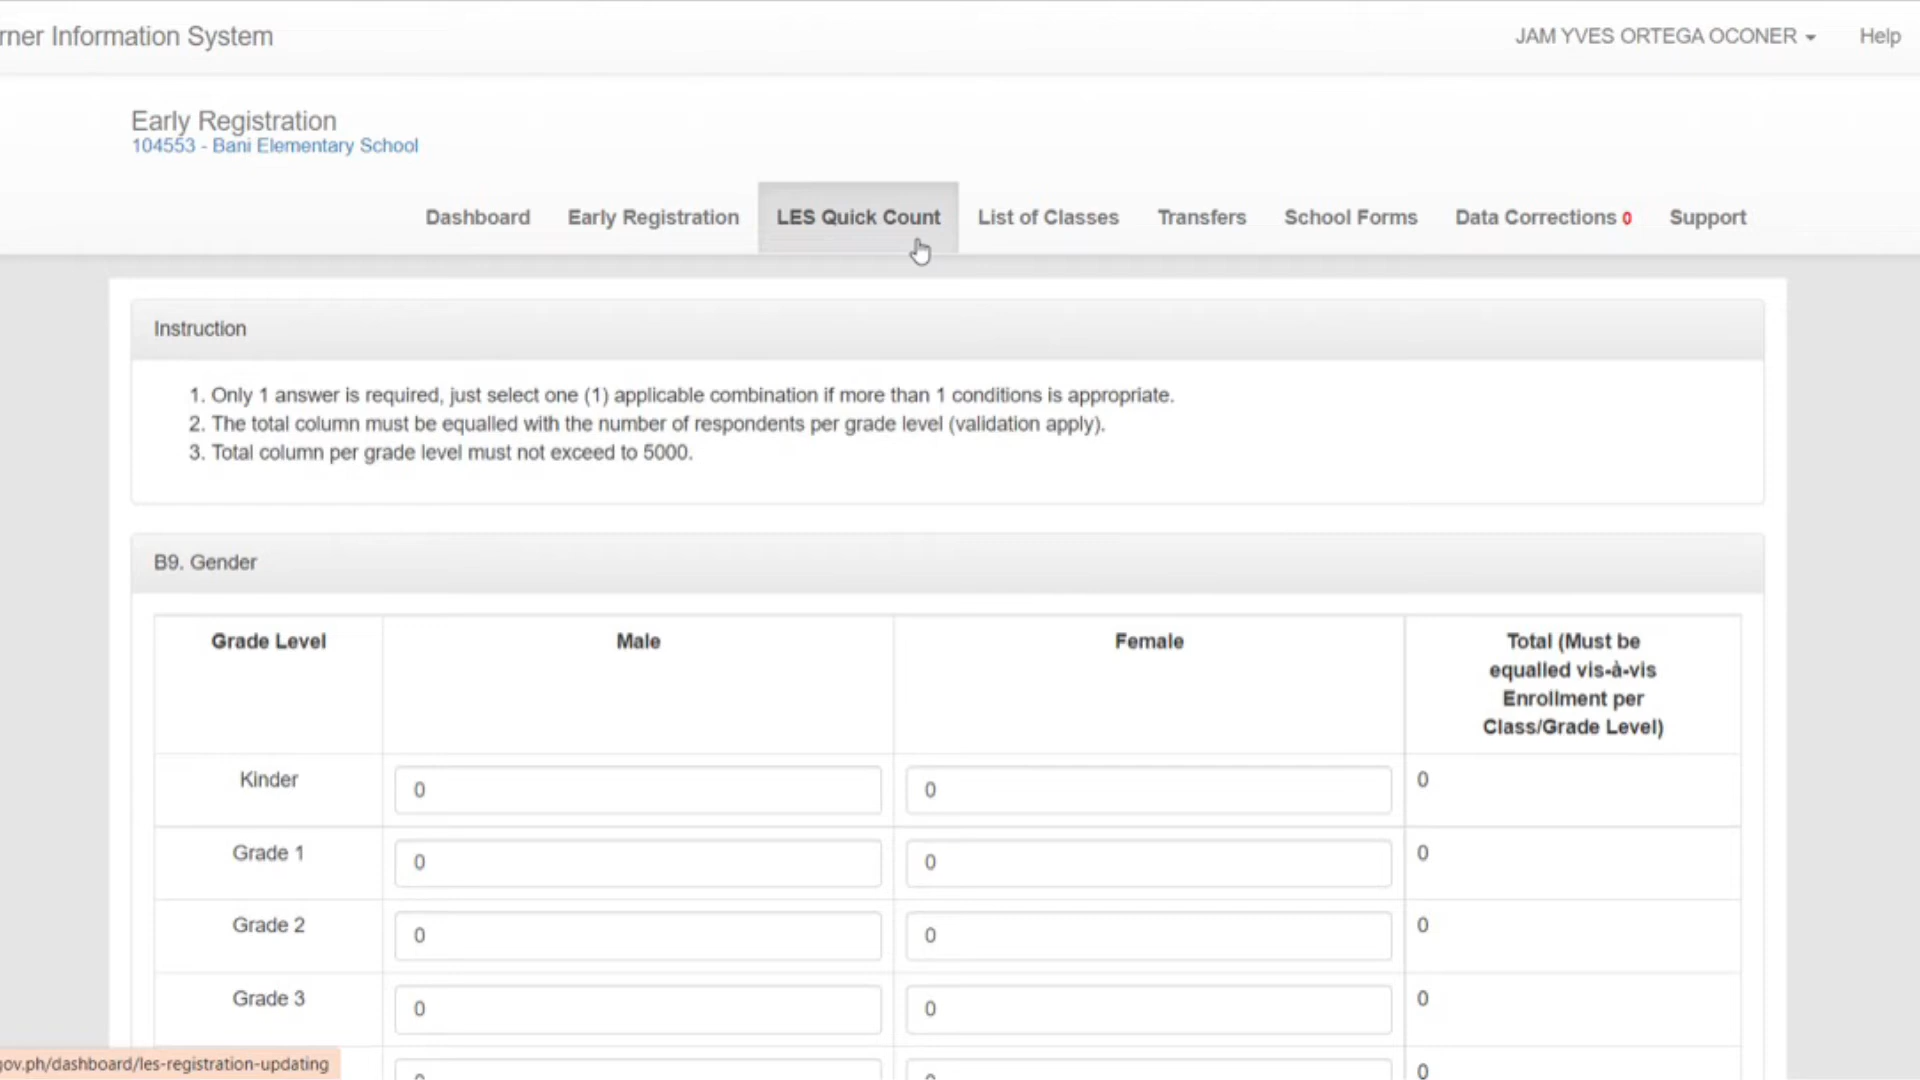 rner Information System
JAM YVES ORTEGA OCONER
Help
Early Registration
104553 - Bani Elementary School
Dashboard
Early Registration
LES Quick Count
List of Classes
Transfers
School Forms
Data Corrections 0
Support
Instruction
1. Only 1 answer is required, just select one (1) applicable combination if more than 1 conditions is appropriate.
2. The total column must be equalled with the number of respondents per grade level (validation apply).
3. Total column per grade level must not exceed to 5000.
B9. Gender
Grade Level
Male
Female
Total (Must be
equalled vis-à-vis
Enrollment per
Class/Grade Level)
Kinder
0
0
0
Grade 1
0
0
0
Grade 2
0
0
0
Grade 3
0
0
0
0
gov.ph/dashboard/les-registration-updating